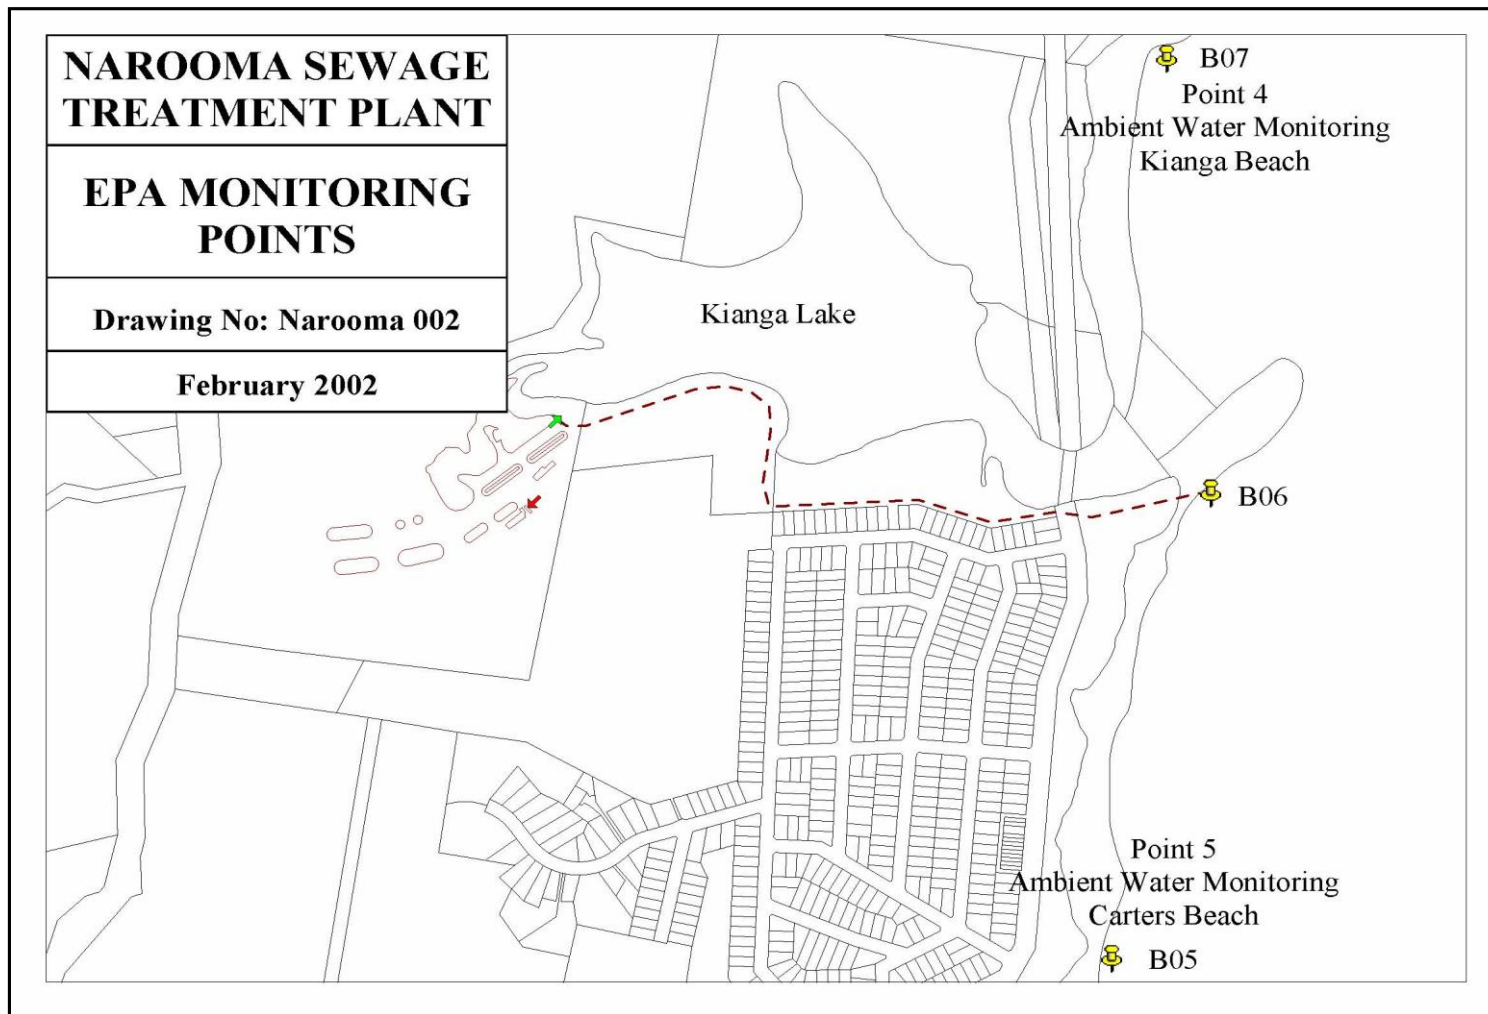 NAROOMA SEWAGE
TREATMENT PLANT
EPA MONITORING
POINTS
Drawing No: Narooma 002
February 2002
B07
Point 4
Ambient Water Monitoring
Kianga Beach
Kianga Lake
B06
Point 5
Ambient Water Monitoring
Carters Beach
B05